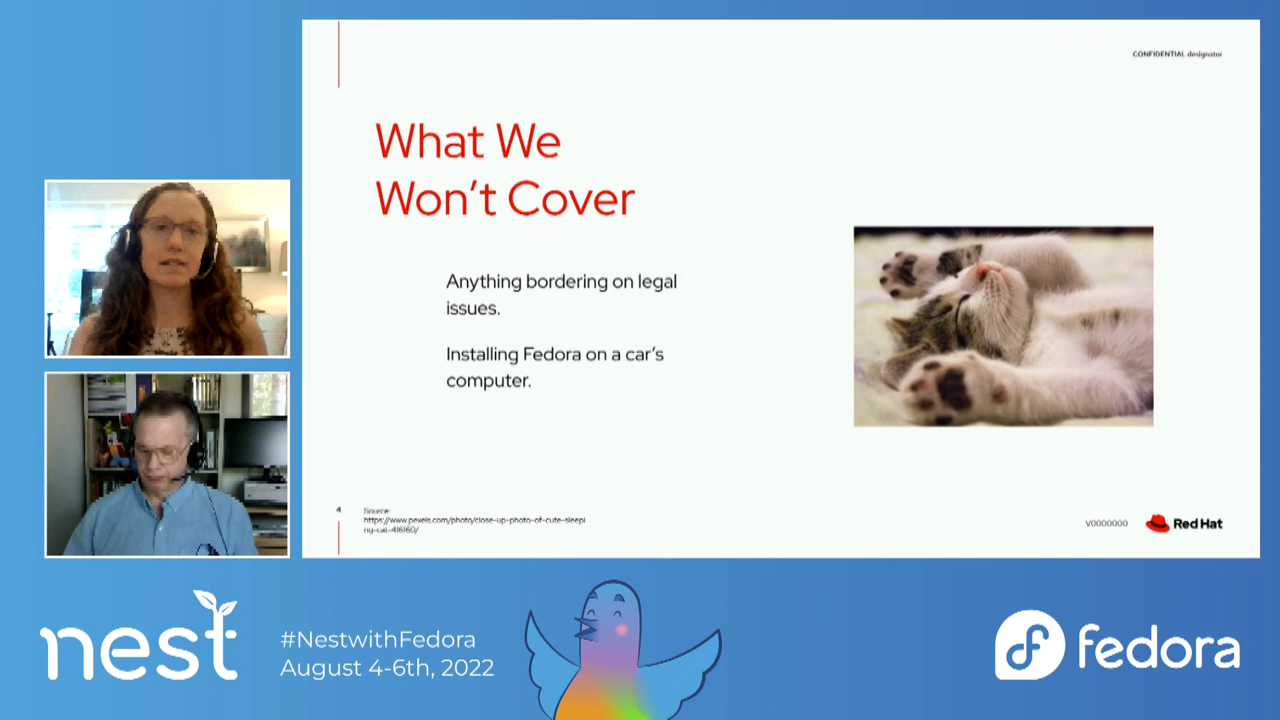 CONFIDENTIAL designator
What We
Won't Cover
Anything bordering on legal
issues.
Installing Fedora on a car's
computer.
4
Source:
https://www.pexels.com/photo/close-up-photo-of-cute-sleepi
ng-cat-416160/
V0000000
Red Hat
nest
#NestwithFedora
August 4-6th, 2022
fedora